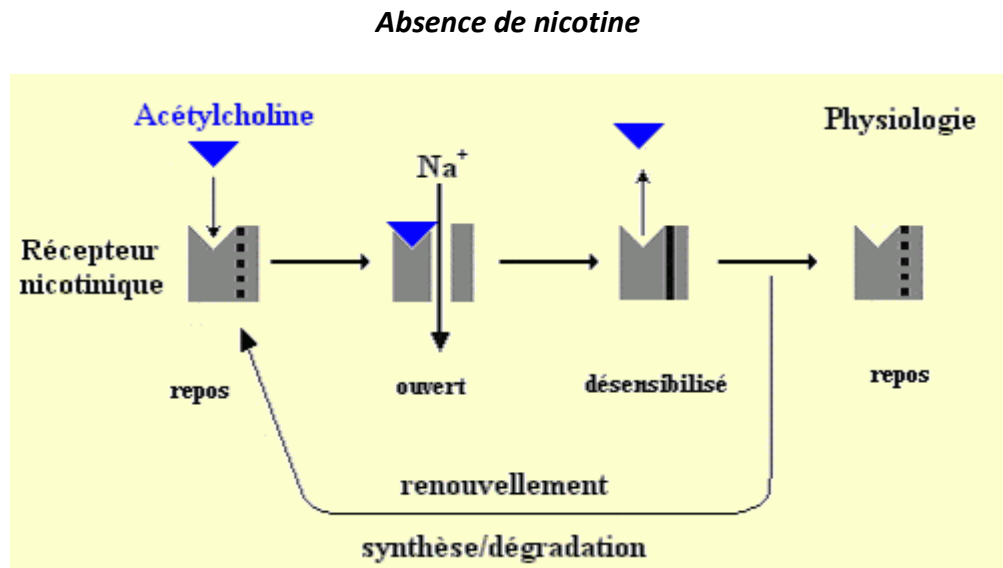 Absence de nicotine
Acétylcholine
Physiologie
Na⁺
Récepteur
nicotinique
repos
ouvert
désensibilisé
repos
renouvellement
synthèse/dégradation